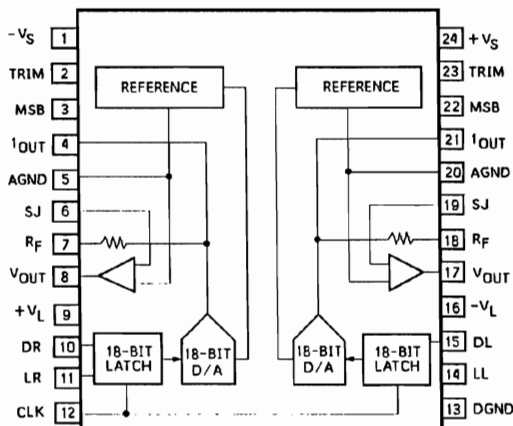 -VS 1
TRIM 2
MSB 3
IOUT 4
AGND 5
SJ 6
RF 7
VOUT 8
+VL 9
DR 10
LR 11
CLK 12
REFERENCE
18-BIT
LATCH
18-BIT
D/A
REFERENCE
18-BIT
D/A
18-BIT
LATCH
24 +VS
23 TRIM
22 MSB
21 IOUT
20 AGND
19 SJ
18 RF
17 VOUT
16 -VL
15 DL
14 LL
13 DGND